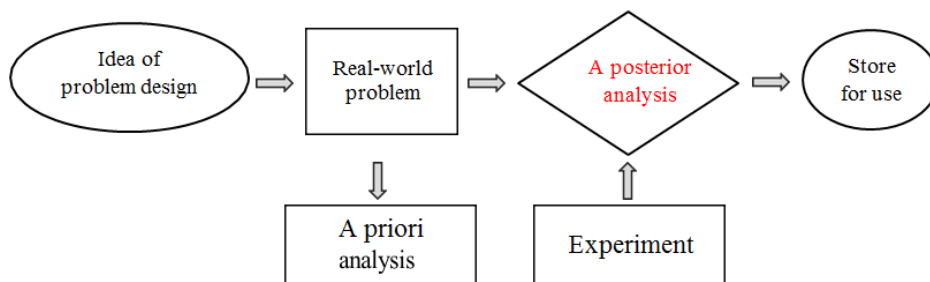 Idea of
problem design
Real-world
problem
A posterior
analysis
Store
for use
A priori
analysis
Experiment